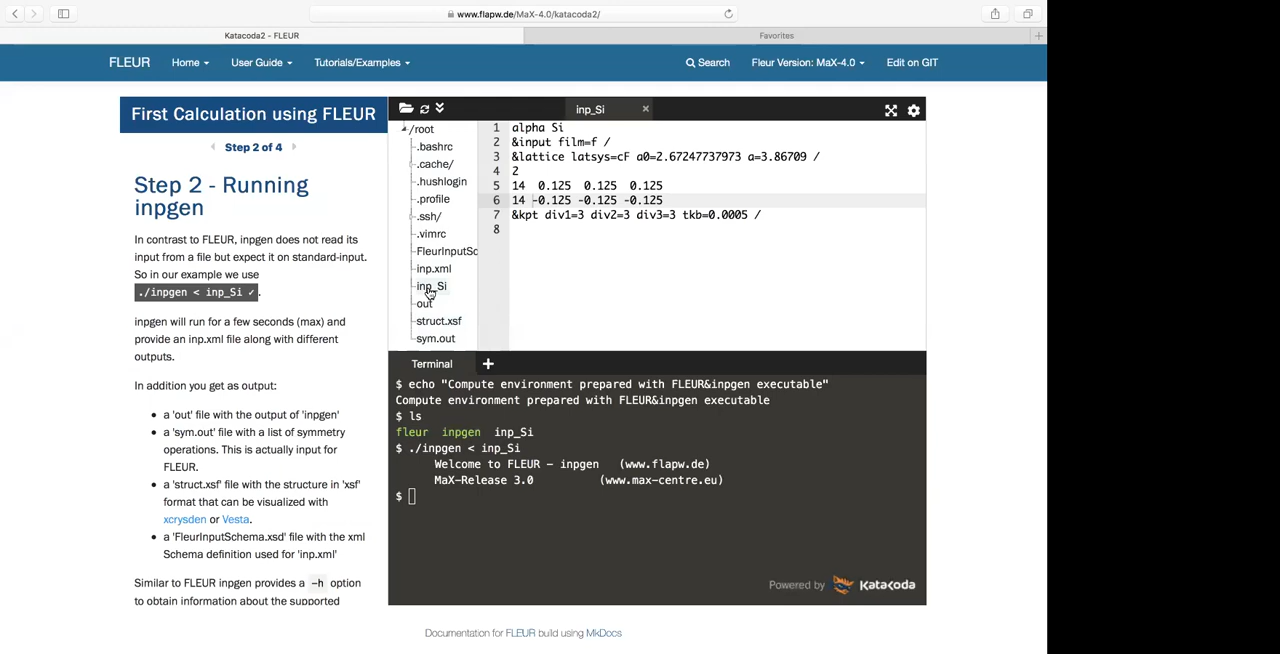 www.flapw.de/MaX-4.0/katacoda2/
Katacoda2 - FLEUR
Favorites
FLEUR Home User Guide Tutorials/Examples Search Fleur Version: MaX-4.0 Edit on GIT
First Calculation using FLEUR
Step 2 of 4
Step 2 - Running
inpgen
In contrast to FLEUR, inpgen does not read its
input from a file but expect it on standard-input.
So in our example we use
./inpgen < inp_Si ✓.
inpgen will run for a few seconds (max) and
provide an inp.xml file along with different
outputs.
In addition you get as output:
• a 'out' file with the output of 'inpgen'
• a 'sym.out' file with a list of symmetry
operations. This is actually input for
FLEUR.
• a 'struct.xsf' file with the structure in 'xsf'
format that can be visualized with
xcrysden or Vesta.
• a 'FleurInputSchema.xsd' file with the xml
Schema definition used for 'inp.xml'
Similar to FLEUR inpgen provides a -h option
to obtain information about the supported
inp_Si ×
/root
.bashrc
.cache/
.hushlogin
.profile
.ssh/
.vimrc
FleurInputSc
inp.xml
inp_Si
out
struct.xsf
sym.out
1 alpha Si
2 &input film=f /
3 &lattice latsys=cF a0=2.67247737973 a=3.86709 /
4 2
5 14 0.125 0.125 0.125
6 14 -0.125 -0.125 -0.125
7 &kpt div1=3 div2=3 div3=3 tkb=0.0005 /
8
Terminal +
$ echo "Compute environment prepared with FLEUR&inpgen executable"
Compute environment prepared with FLEUR&inpgen executable
$ ls
fleur inpgen inp_Si
$ ./inpgen < inp_Si
Welcome to FLEUR - inpgen (www.flapw.de)
MaX-Release 3.0 (www.max-centre.eu)
$
Powered by Katacoda
Documentation for FLEUR build using MkDocs